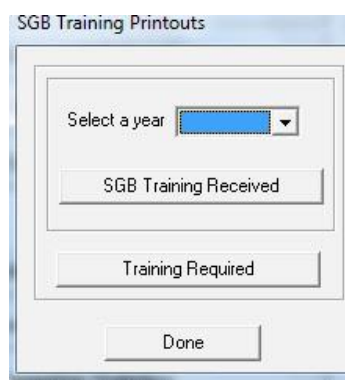 SGB Training Printouts
Select a year
SGB Training Received
Training Required
Done